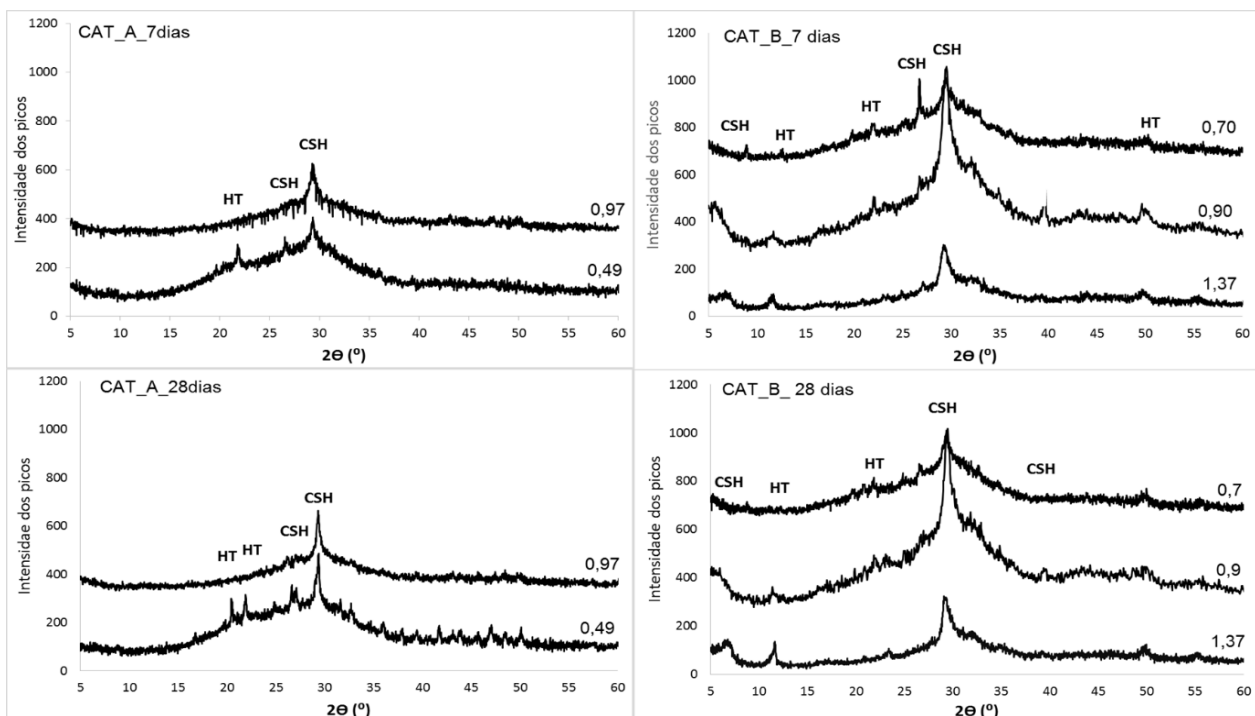 CAT_A_7dias
Intensidade dos picos
1200
1000
800
600
400
200
0
HT
CSH
CSH
0,97
0,49
5 10 15 20 25 30 35 40 45 50 55 60
2Ɵ (º)
CAT_B_7 dias
Intensidade dos picos
1200
1000
800
600
400
200
0
CSH
HT
HT
CSH
CSH
HT
0,70
0,90
1,37
5 10 15 20 25 30 35 40 45 50 55 60
2Ɵ (º)
CAT_A_28dias
Intensidae dos picos
1200
1000
800
600
400
200
0
HT
HT
CSH
CSH
0,97
0,49
5 10 15 20 25 30 35 40 45 50 55 60
2Ɵ (º)
CAT_B_ 28 dias
Intensidade dos picos
1200
1000
800
600
400
200
0
CSH
HT
HT
CSH
CSH
0,7
0,9
1,37
5 10 15 20 25 30 35 40 45 50 55 60
2Ɵ (º)